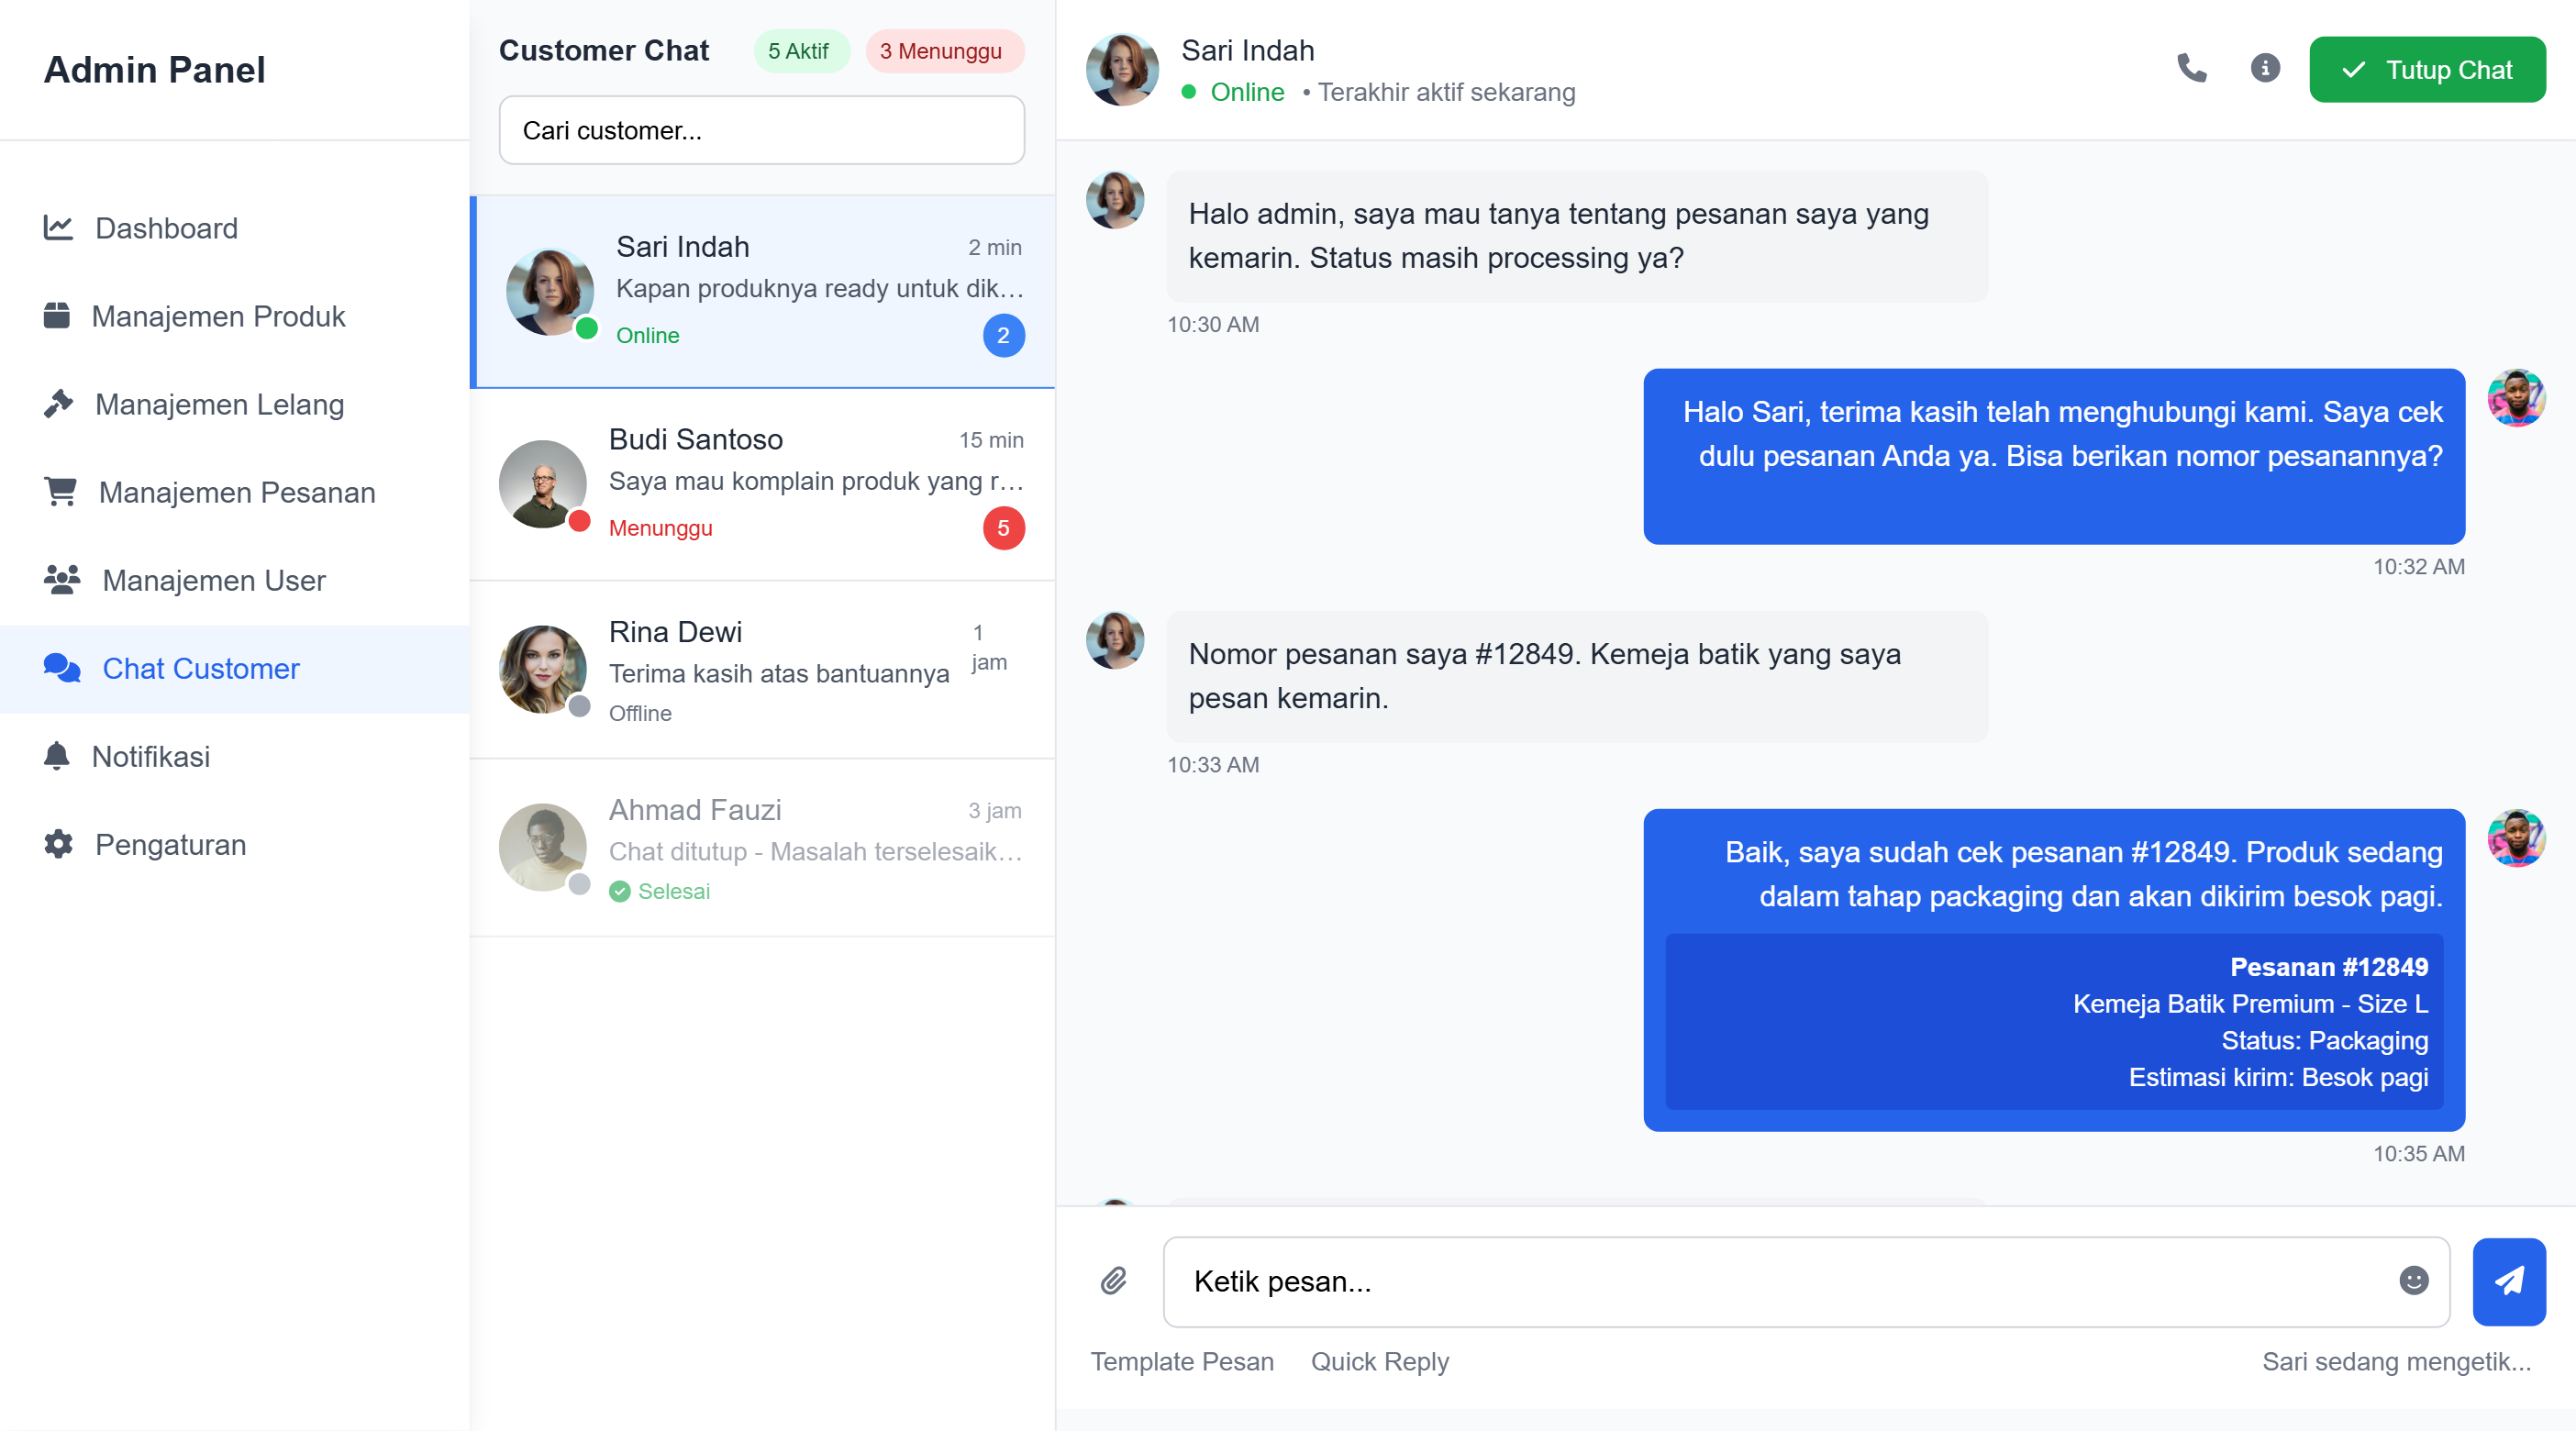 Admin Panel
Dashboard
Manajemen Produk
Manajemen Lelang
Manajemen Pesanan
Manajemen User
Chat Customer
Notifikasi
Pengaturan
Customer Chat
5 Aktif
3 Menunggu
Cari customer...
Sari Indah
2 min
Kapan produknya ready untuk dik...
Online
2
Budi Santoso
15 min
Saya mau komplain produk yang r...
Menunggu
5
Rina Dewi
1
jam
Terima kasih atas bantuannya
Offline
Ahmad Fauzi
3 jam
Chat ditutup - Masalah terselesaik...
Selesai
Sari Indah
Online • Terakhir aktif sekarang
Tutup Chat
Halo admin, saya mau tanya tentang pesanan saya yang
kemarin. Status masih processing ya?
10:30 AM
Halo Sari, terima kasih telah menghubungi kami. Saya cek
dulu pesanan Anda ya. Bisa berikan nomor pesanannya?
10:32 AM
Nomor pesanan saya #12849. Kemeja batik yang saya
pesan kemarin.
10:33 AM
Baik, saya sudah cek pesanan #12849. Produk sedang
dalam tahap packaging dan akan dikirim besok pagi.
Pesanan #12849
Kemeja Batik Premium - Size L
Status: Packaging
Estimasi kirim: Besok pagi
10:35 AM
Ketik pesan...
Template Pesan
Quick Reply
Sari sedang mengetik...